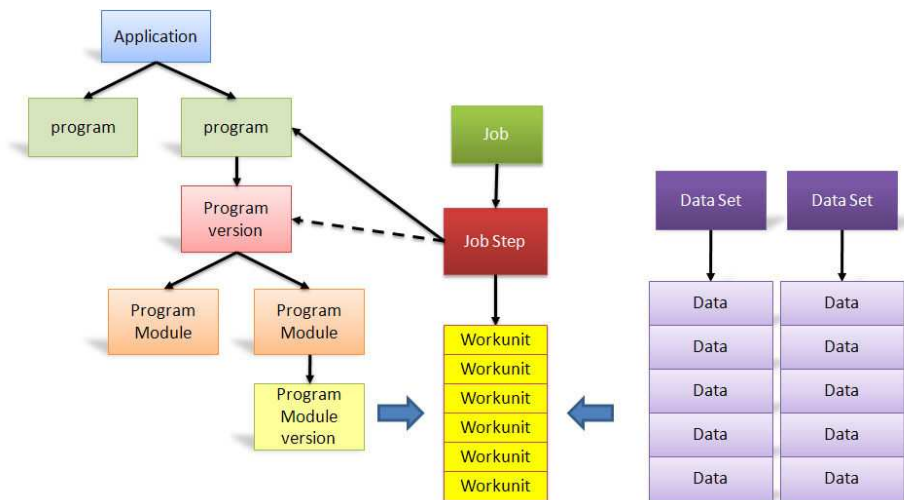 Application
program
program
Job
Program
version
Job Step
Data Set
Data Set
Program
Module
Program
Module
Program
Module
version
Workunit
Workunit
Workunit
Workunit
Workunit
Workunit
Data
Data
Data
Data
Data
Data
Data
Data
Data
Data